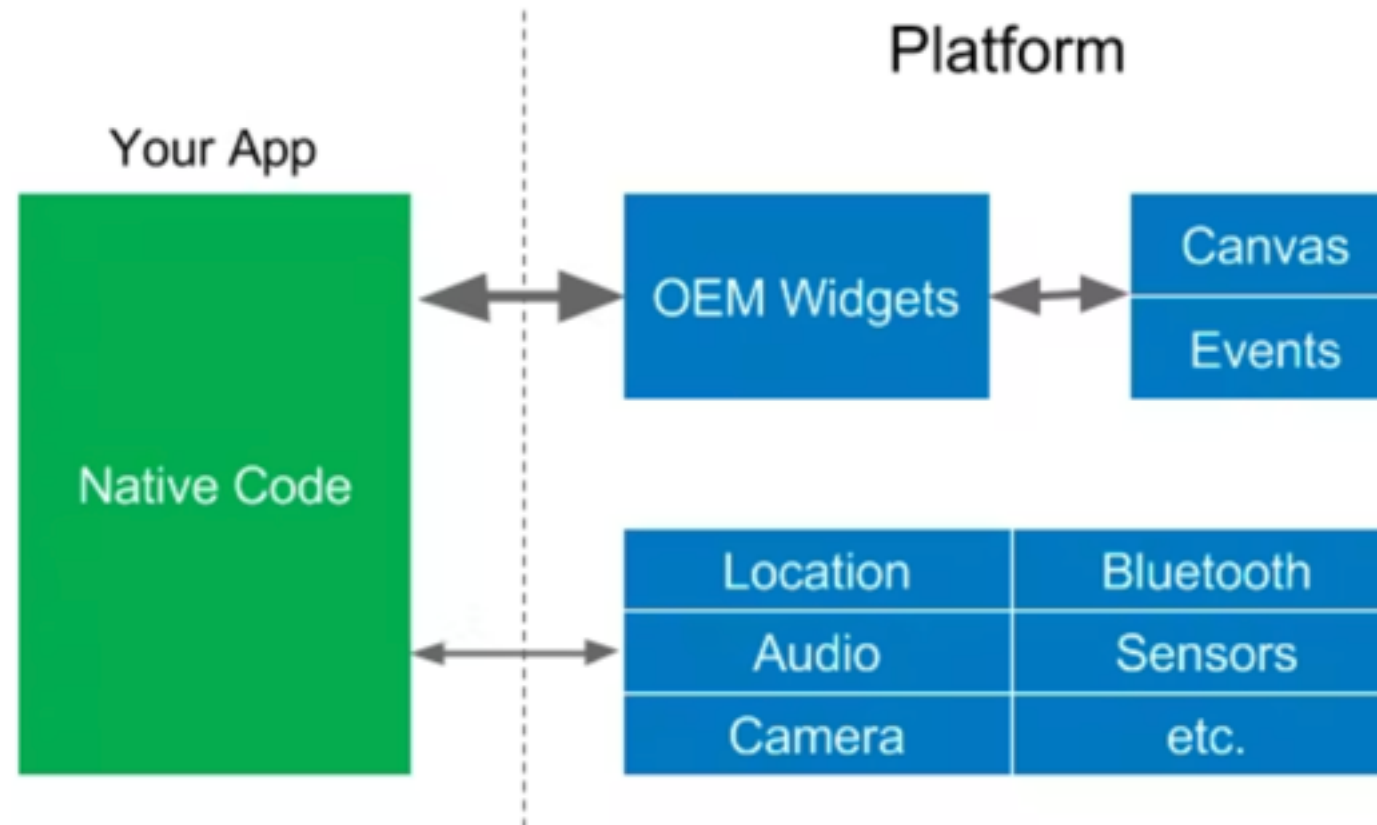 Platform
Your App
OEM Widgets
Canvas
Events
Native Code
Location
Bluetooth
Audio
Sensors
Camera
etc.